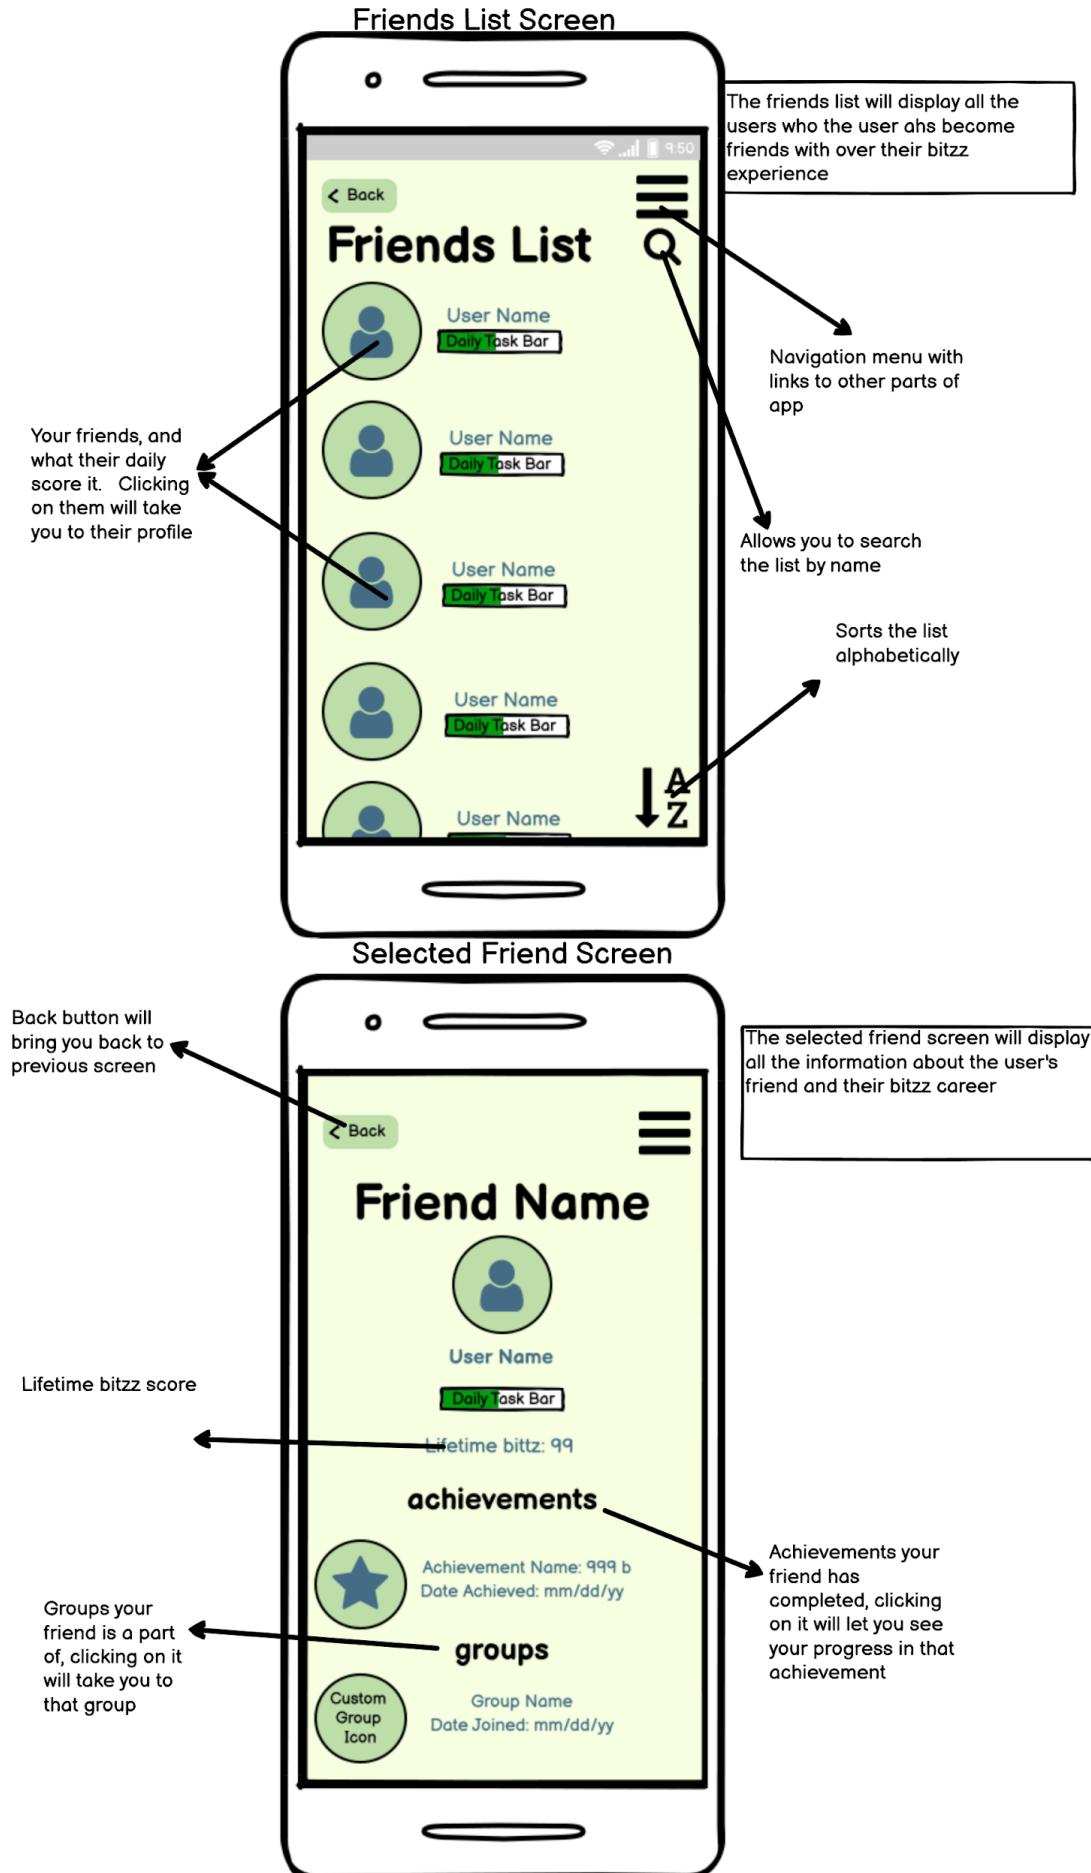 Friends List Screen
The friends list will display all the
users who the user ahs become
friends with over their bitzz
experience
9:50
Back
Friends List
User Name
Daily Task Bar
Navigation menu with
links to other parts of
app
Your friends, and
what their daily
score it. Clicking
on them will take
you to their profile
User Name
Daily Task Bar
Allows you to search
the list by name
User Name
Daily Task Bar
Sorts the list
alphabetically
User Name
Daily Task Bar
A
Z
User Name
Selected Friend Screen
Back button will
bring you back to
previous screen
The selected friend screen will display
all the information about the user's
friend and their bitzz career
Back
Friend Name
User Name
Daily Task Bar
Lifetime bitzz score
Lifetime bittz: 99
achievements
Achievement Name: 999 b
Date Achieved: mm/dd/yy
Achievements your
friend has
completed, clicking
on it will let you see
your progress in that
achievement
Groups your
friend is a part
of, clicking on it
will take you to
that group
groups
Custom
Group
Icon
Group Name
Date Joined: mm/dd/yy